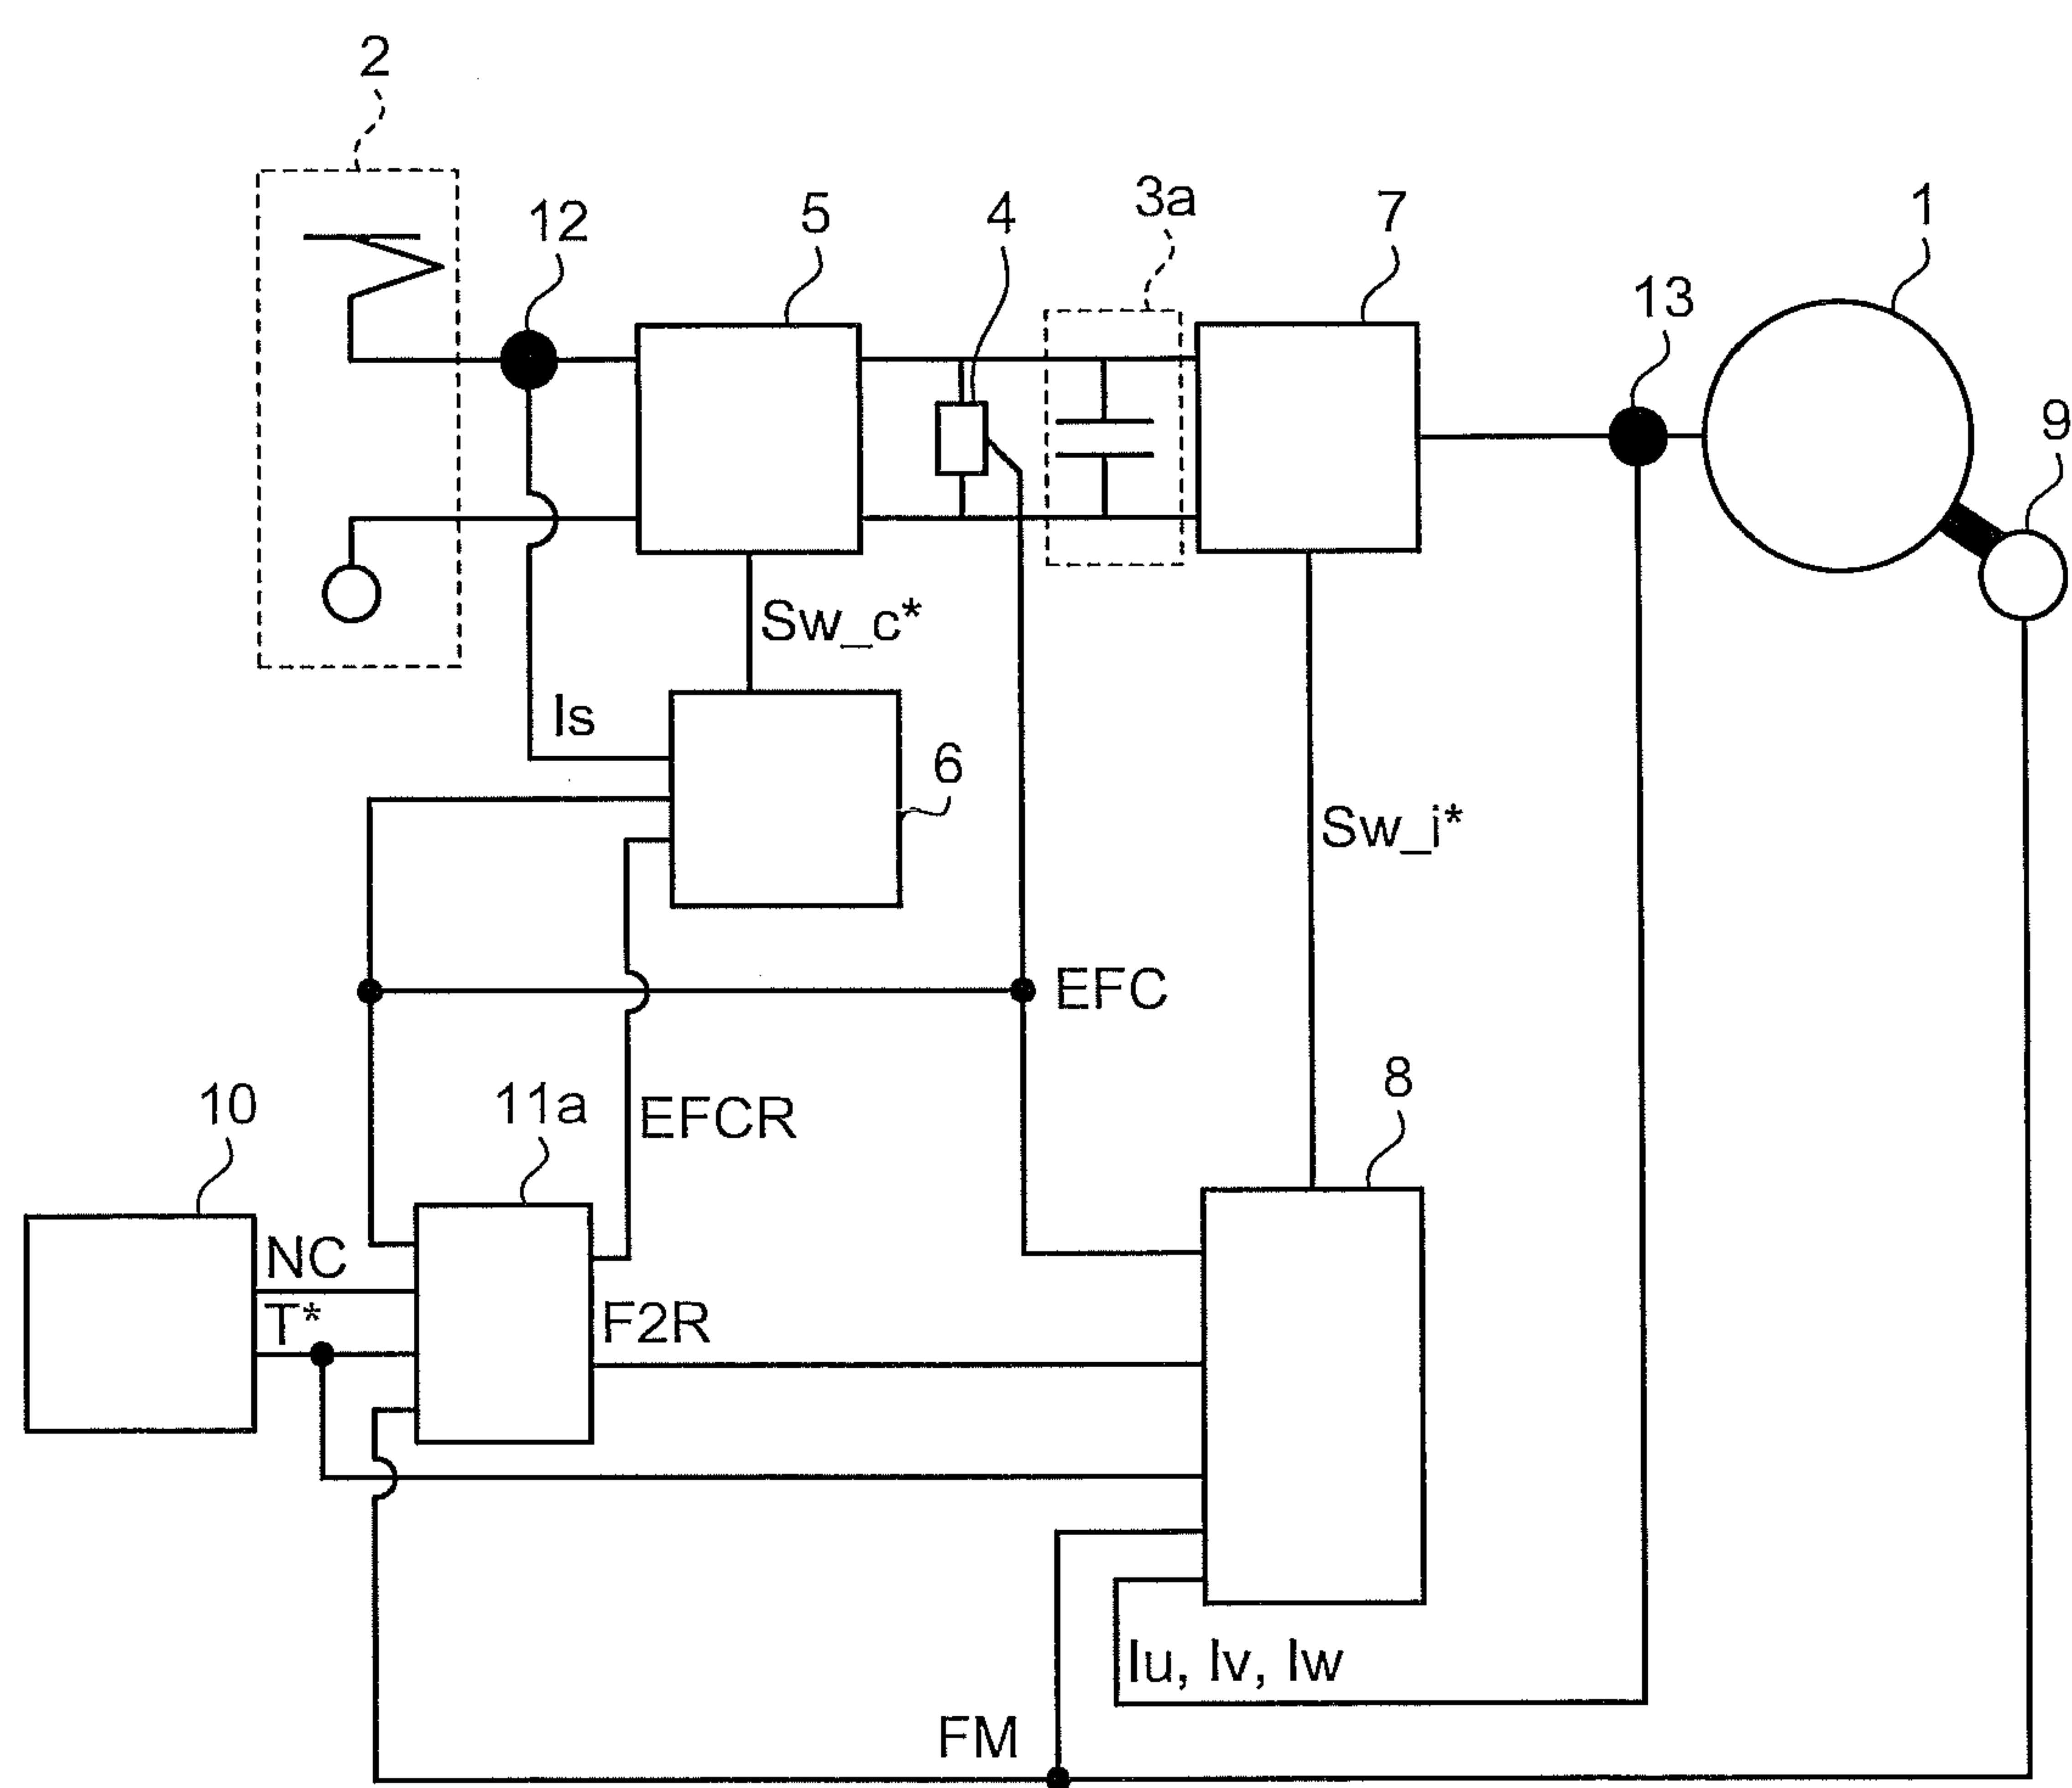 2
12
5
4
3a
7
13
1
9
Sw_c*
Is
6
Sw_i*
EFC
10
11a
EFCR
8
NC
T*
F2R
Iu, Iv, Iw
FM